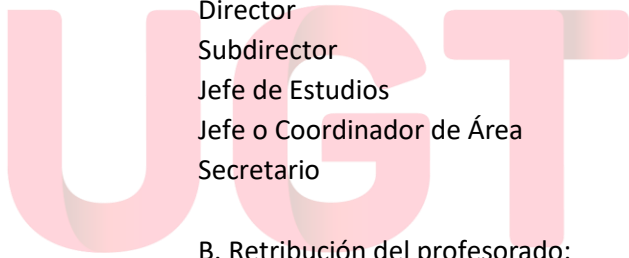 Director
Subdirector
Jefe de Estudios
Jefe o Coordinador de Área
Secretario
B. Retribución del profesorado:
UGT